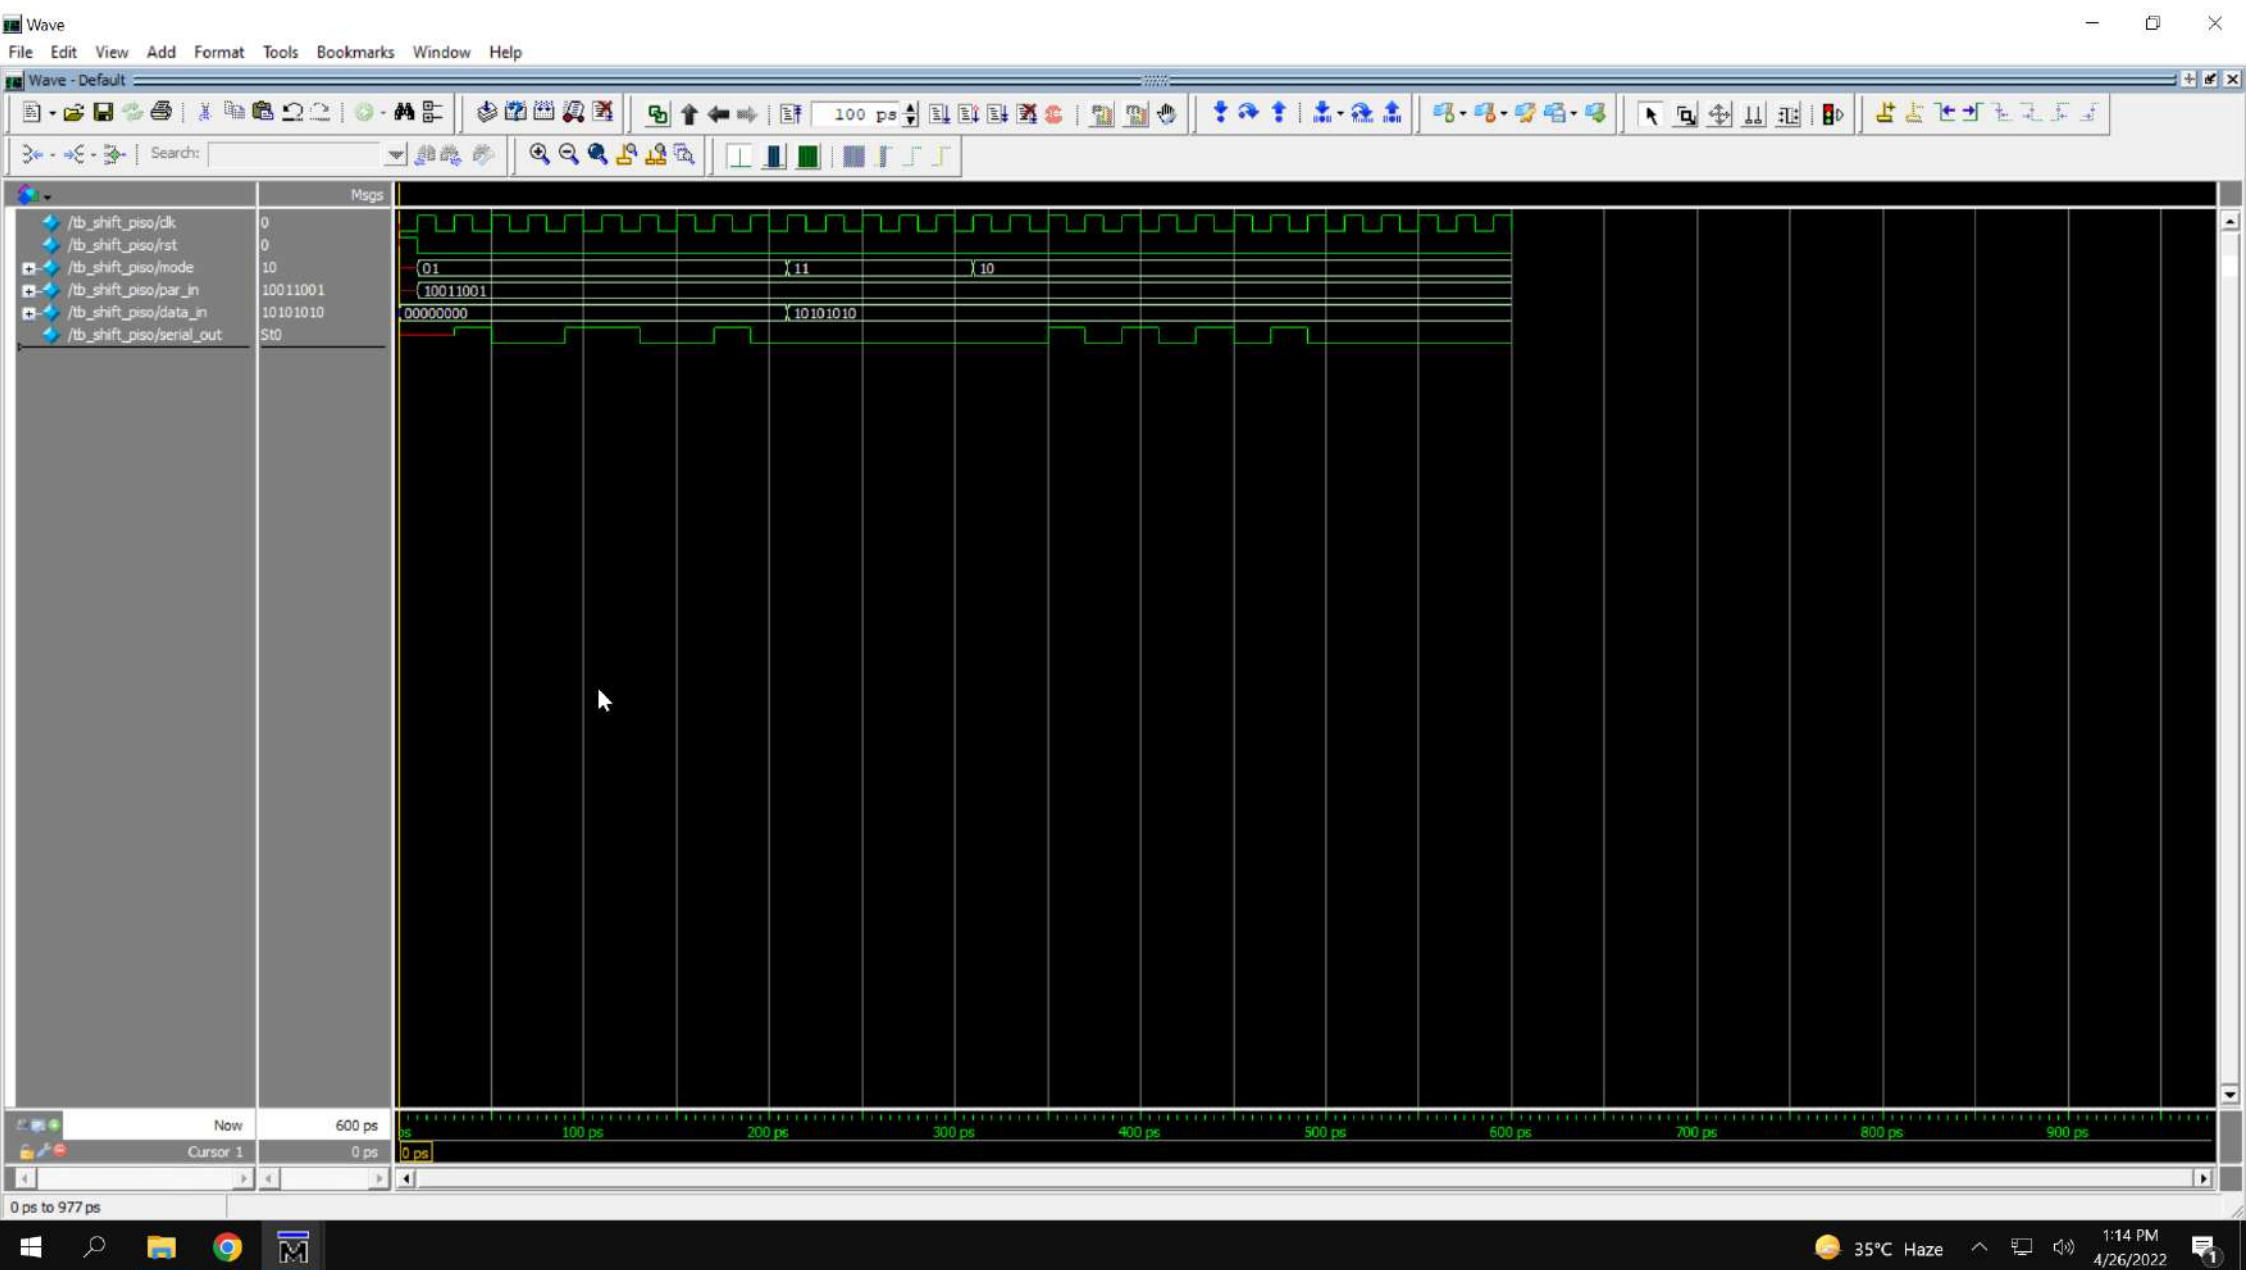 Wave
File Edit View Add Format Tools Bookmarks Window Help
Wave - Default
100 ps
Search:
Msgs
/tb_shift_piso/clk 0
/tb_shift_piso/rst 0
/tb_shift_piso/mode 10 01 11 10
/tb_shift_piso/par_in 10011001 10011001
/tb_shift_piso/data_in 10101010 00000000 10101010
/tb_shift_piso/serial_out St0
Now 600 ps ps 100 ps 200 ps 300 ps 400 ps 500 ps 600 ps 700 ps 800 ps 900 ps
Cursor 1 0 ps 0 ps
0 ps to 977 ps
35°C Haze
1:14 PM
4/26/2022
1